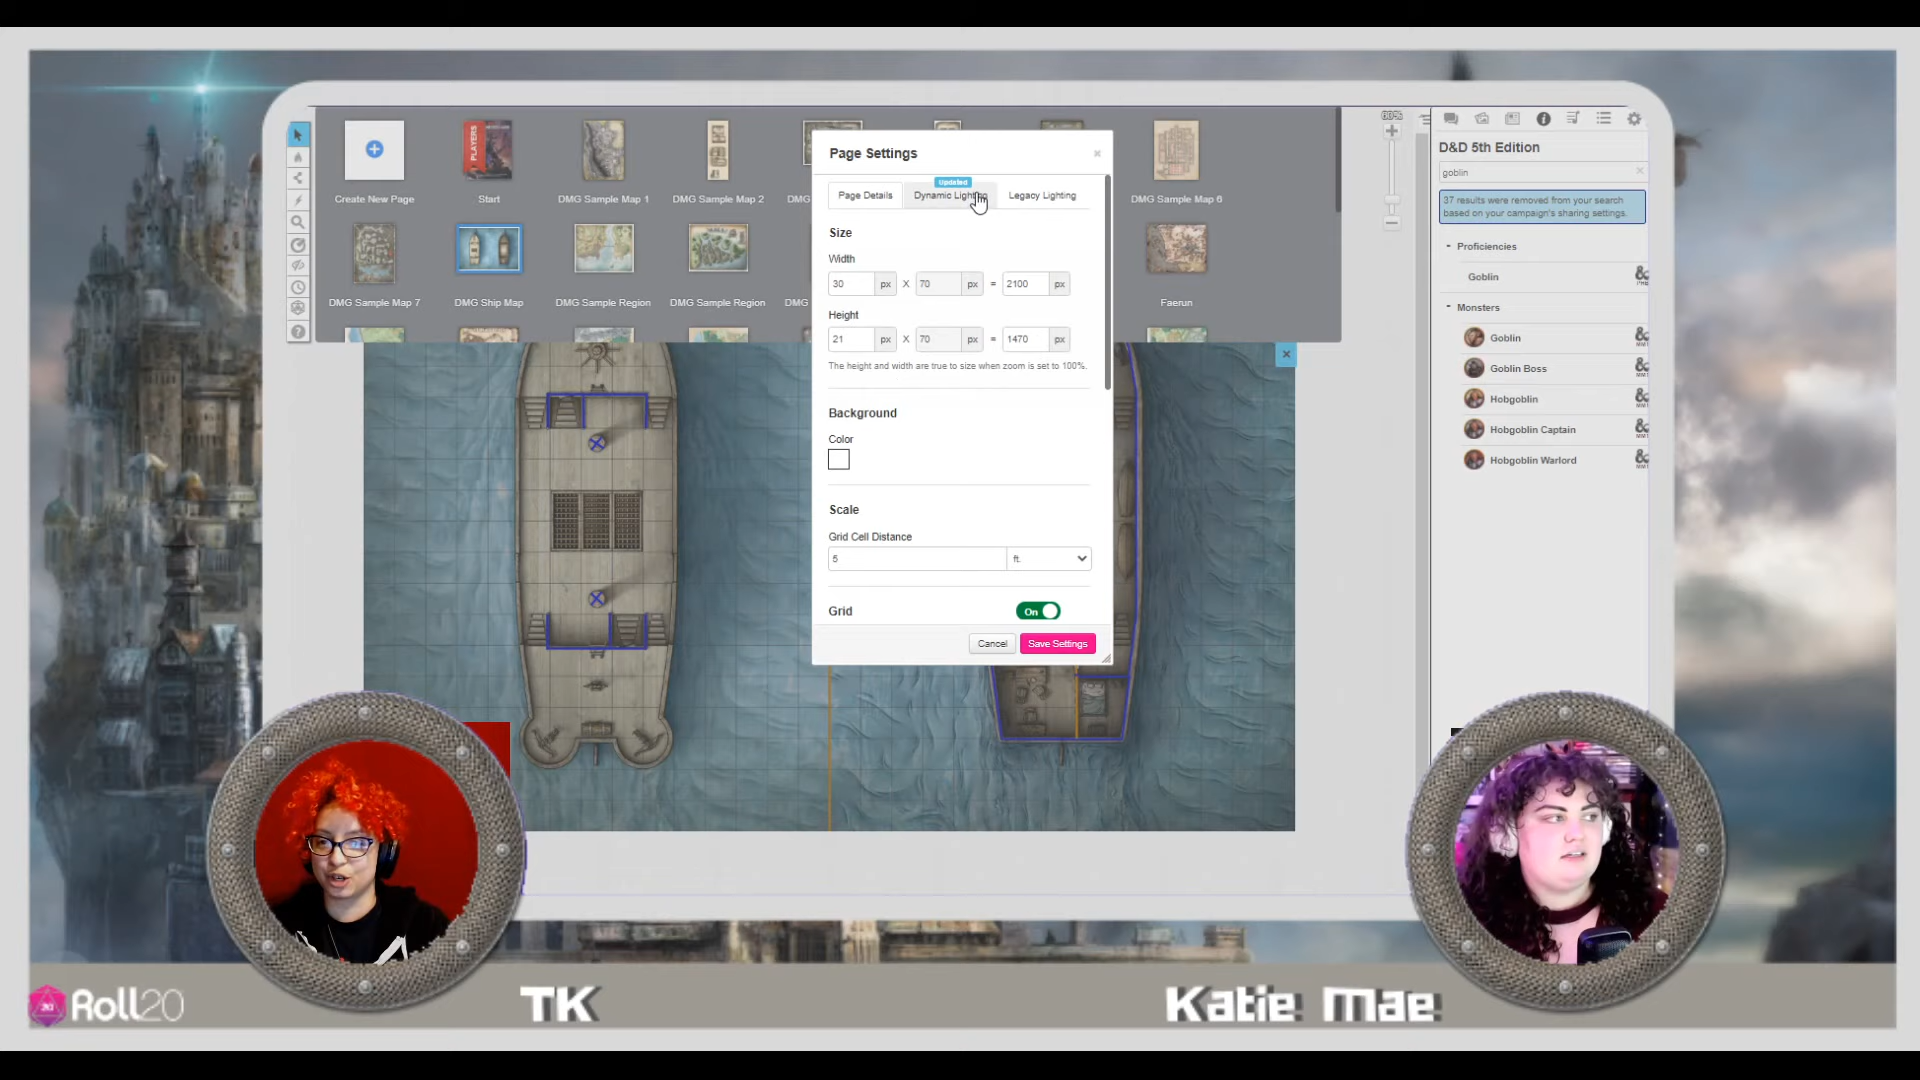 60%
Create New Page
PLAYERS
Start
DMG Sample Map 1
DMG Sample Map 2
DMG Sample Map 6
DMG Sample Map 7
DMG Ship Map
DMG Sample Region
DMG Sample Region
Faerun
Page Settings
Updated
Page Details
Dynamic Lighting
Legacy Lighting
Size
Width
30 px X 70 px = 2100 px
Height
21 px X 70 px = 1470 px
The height and width are true to size when zoom is set to 100%.
Background
Color
Scale
Grid Cell Distance
5 ft.
Grid On
Cancel Save Settings
D&D 5th Edition
goblin
37 results were removed from your search
based on your campaign's sharing settings.
Proficiencies
Goblin
Monsters
Goblin
Goblin Boss
Hobgoblin
Hobgoblin Captain
Hobgoblin Warlord
Roll20
TK
Katie Mae